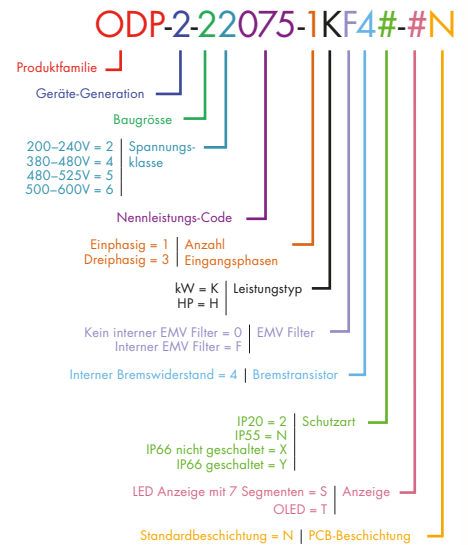 ODP-2-22075-1KF4#-#N
Produktfamilie
Geräte-Generation
Baugrösse
200–240V = 2 | Spannungs-
380–480V = 4 | klasse
480–525V = 5
500–600V = 6
Nennleistungs-Code
Einphasig = 1 | Anzahl
Dreiphasig = 3 | Eingangsphasen
kW = K | Leistungstyp
HP = H
Kein interner EMV Filter = 0 | EMV Filter
Interner EMV Filter = F
Interner Bremswiderstand = 4 | Bremstransistor
IP20 = 2 | Schutzart
IP55 = N
IP66 nicht geschaltet = X
IP66 geschaltet = Y
LED Anzeige mit 7 Segmenten = S | Anzeige
OLED = T
Standardbeschichtung = N | PCB-Beschichtung